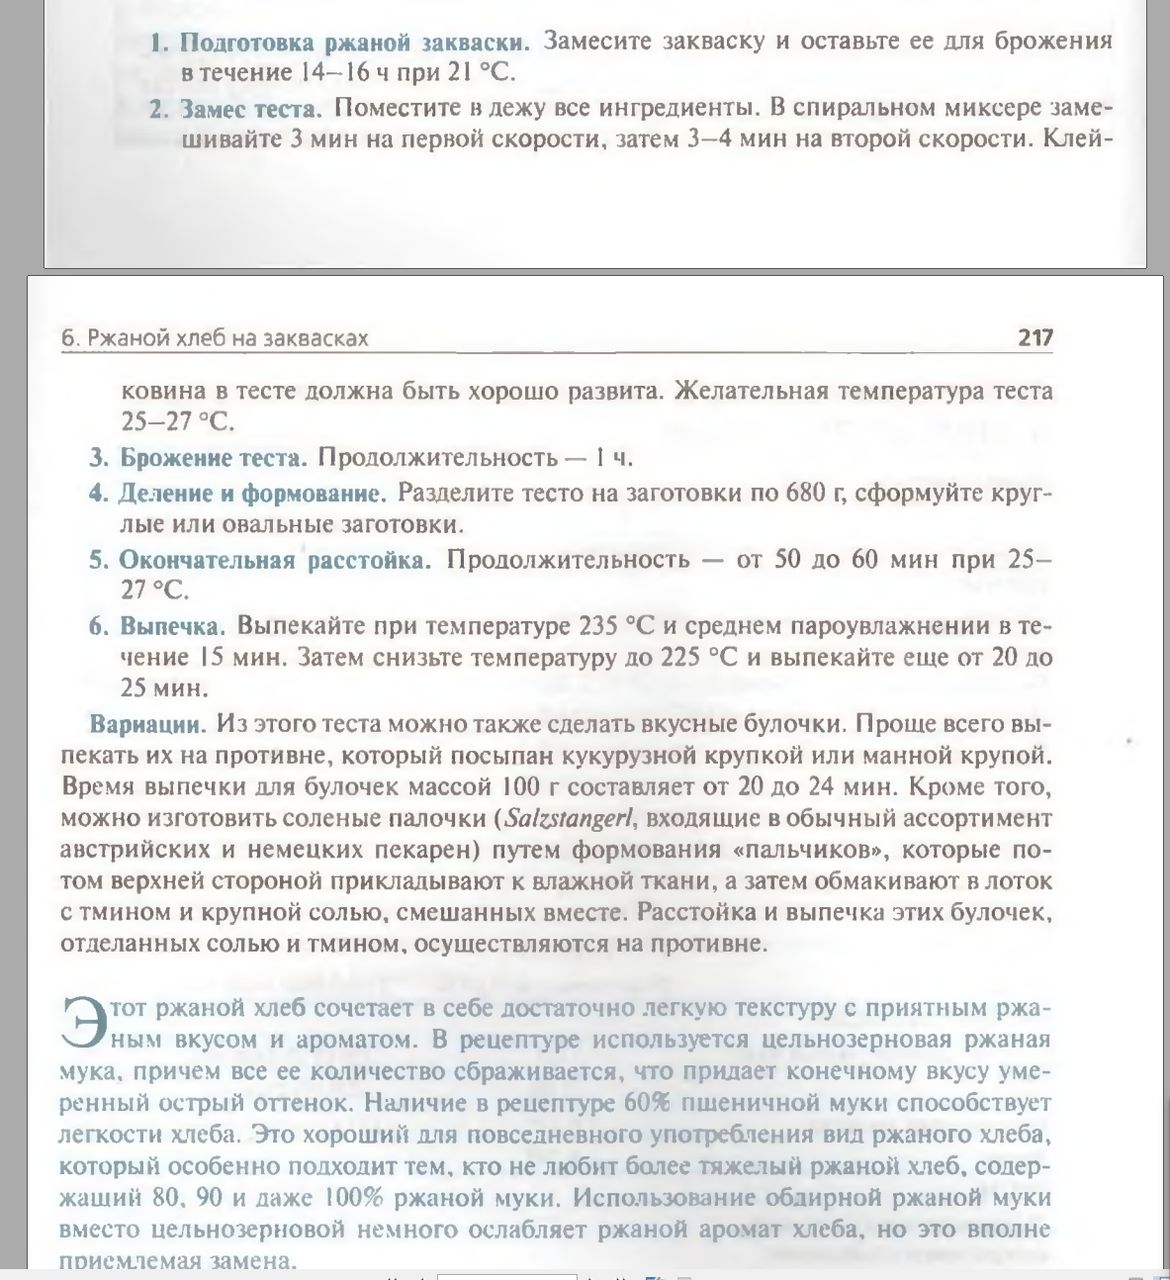 1. Подготовка ржаной закваски. Замесите закваску и оставьте ее для брожения
в течение 14–16 ч при 21 °С.
2. Замес теста. Поместите в дежу все ингредиенты. В спиральном миксере заме-
шивайте 3 мин на первой скорости, затем 3–4 мин на второй скорости. Клей-
6. Ржаной хлеб на заквасках 217
ковина в тесте должна быть хорошо развита. Желательная температура теста
25–27 °С.
3. Брожение теста. Продолжительность — 1 ч.
4. Деление и формование. Разделите тесто на заготовки по 680 г, сформуйте круг-
лые или овальные заготовки.
5. Окончательная расстойка. Продолжительность — от 50 до 60 мин при 25–
27 °С.
6. Выпечка. Выпекайте при температуре 235 °С и среднем пароувлажнении в те-
чение 15 мин. Затем снизьте температуру до 225 °С и выпекайте еще от 20 до
25 мин.
Вариации. Из этого теста можно также сделать вкусные булочки. Проще всего вы-
пекать их на противне, который посыпан кукурузной крупкой или манной крупой.
Время выпечки для булочек массой 100 г составляет от 20 до 24 мин. Кроме того,
можно изготовить соленые палочки (Salzstangerl, входящие в обычный ассортимент
австрийских и немецких пекарен) путем формования «пальчиков», которые по-
том верхней стороной прикладывают к влажной ткани, а затем обмакивают в лоток
с тмином и крупной солью, смешанных вместе. Расстойка и выпечка этих булочек,
отделанных солью и тмином, осуществляются на противне.
Этот ржаной хлеб сочетает в себе достаточно легкую текстуру с приятным ржа-
ным вкусом и ароматом. В рецептуре используется цельнозерновая ржаная
мука, причем все ее количество сбраживается, что придает конечному вкусу уме-
ренный острый оттенок. Наличие в рецептуре 60% пшеничной муки способствует
легкости хлеба. Это хороший для повседневного употребления вид ржаного хлеба,
который особенно подходит тем, кто не любит более тяжелый ржаной хлеб, содер-
жащий 80, 90 и даже 100% ржаной муки. Использование обдирной ржаной муки
вместо цельнозерновой немного ослабляет ржаной аромат хлеба, но это вполне
приемлемая замена.